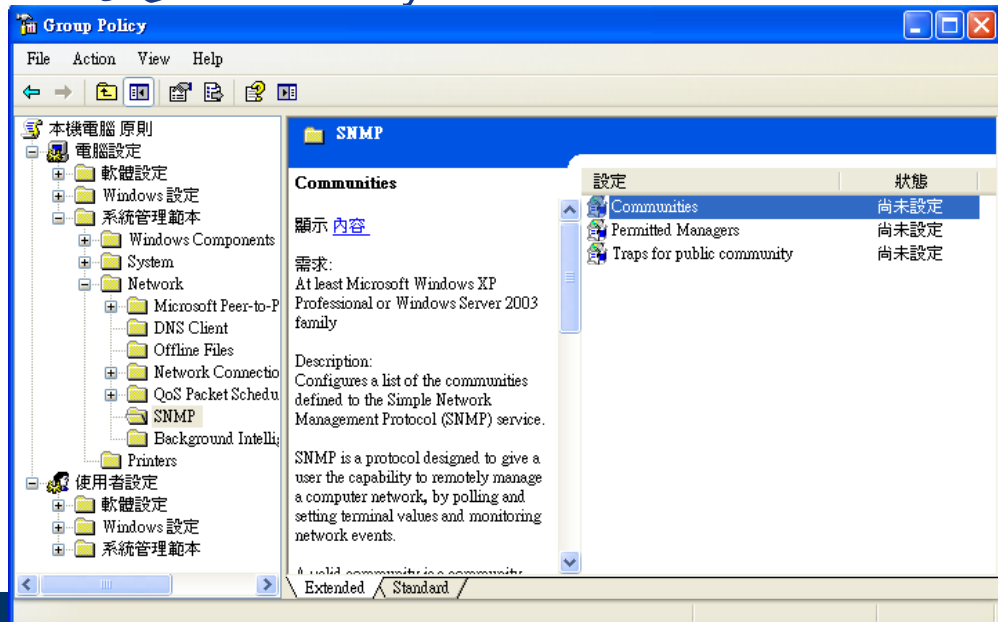 Group Policy
File Action View Help
本機電腦 原則
電腦設定
軟體設定
Windows 設定
系統管理範本
Windows Components
System
Network
Microsoft Peer-to-P
DNS Client
Offline Files
Network Connectio
QoS Packet Schedu
SNMP
Background Intelli
Printers
使用者設定
軟體設定
Windows 設定
系統管理範本
SNMP
Communities
顯示 內容
需求:
At least Microsoft Windows XP
Professional or Windows Server 2003
family
Description:
Configures a list of the communities
defined to the Simple Network
Management Protocol (SNMP) service.
SNMP is a protocol designed to give a
user the capability to remotely manage
a computer network, by polling and
setting terminal values and monitoring
network events.
A valid community is a community
設定 狀態
Communities 尚未設定
Permitted Managers 尚未設定
Traps for public community 尚未設定
Extended Standard